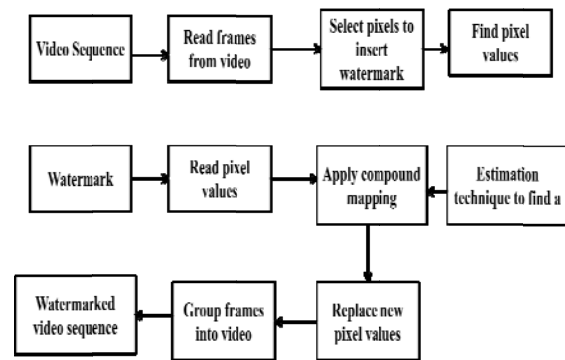 Video Sequence
Read frames
from video
Select pixels to
insert
watermark
Find pixel
values
Watermark
Read pixel
values
Apply compound
mapping
Estimation
technique to find a
Watermarked
video sequence
Group frames
into video
Replace new
pixel values